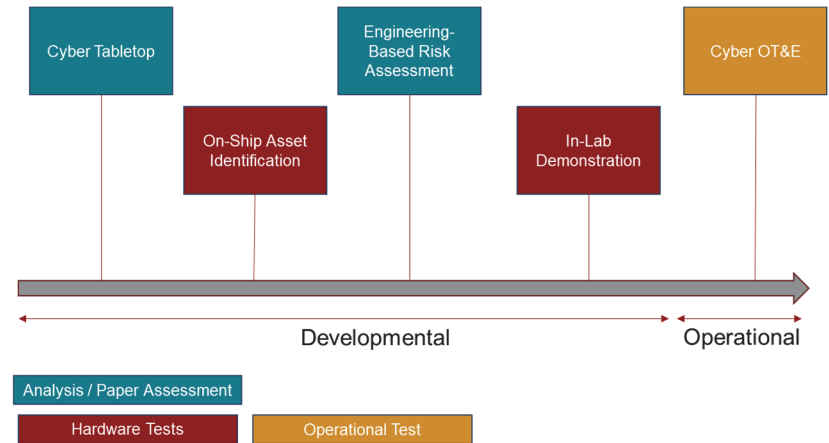 Cyber Tabletop
Engineering-
Based Risk
Assessment
Cyber OT&E
On-Ship Asset
Identification
In-Lab
Demonstration
Developmental
Operational
Analysis / Paper Assessment
Hardware Tests
Operational Test